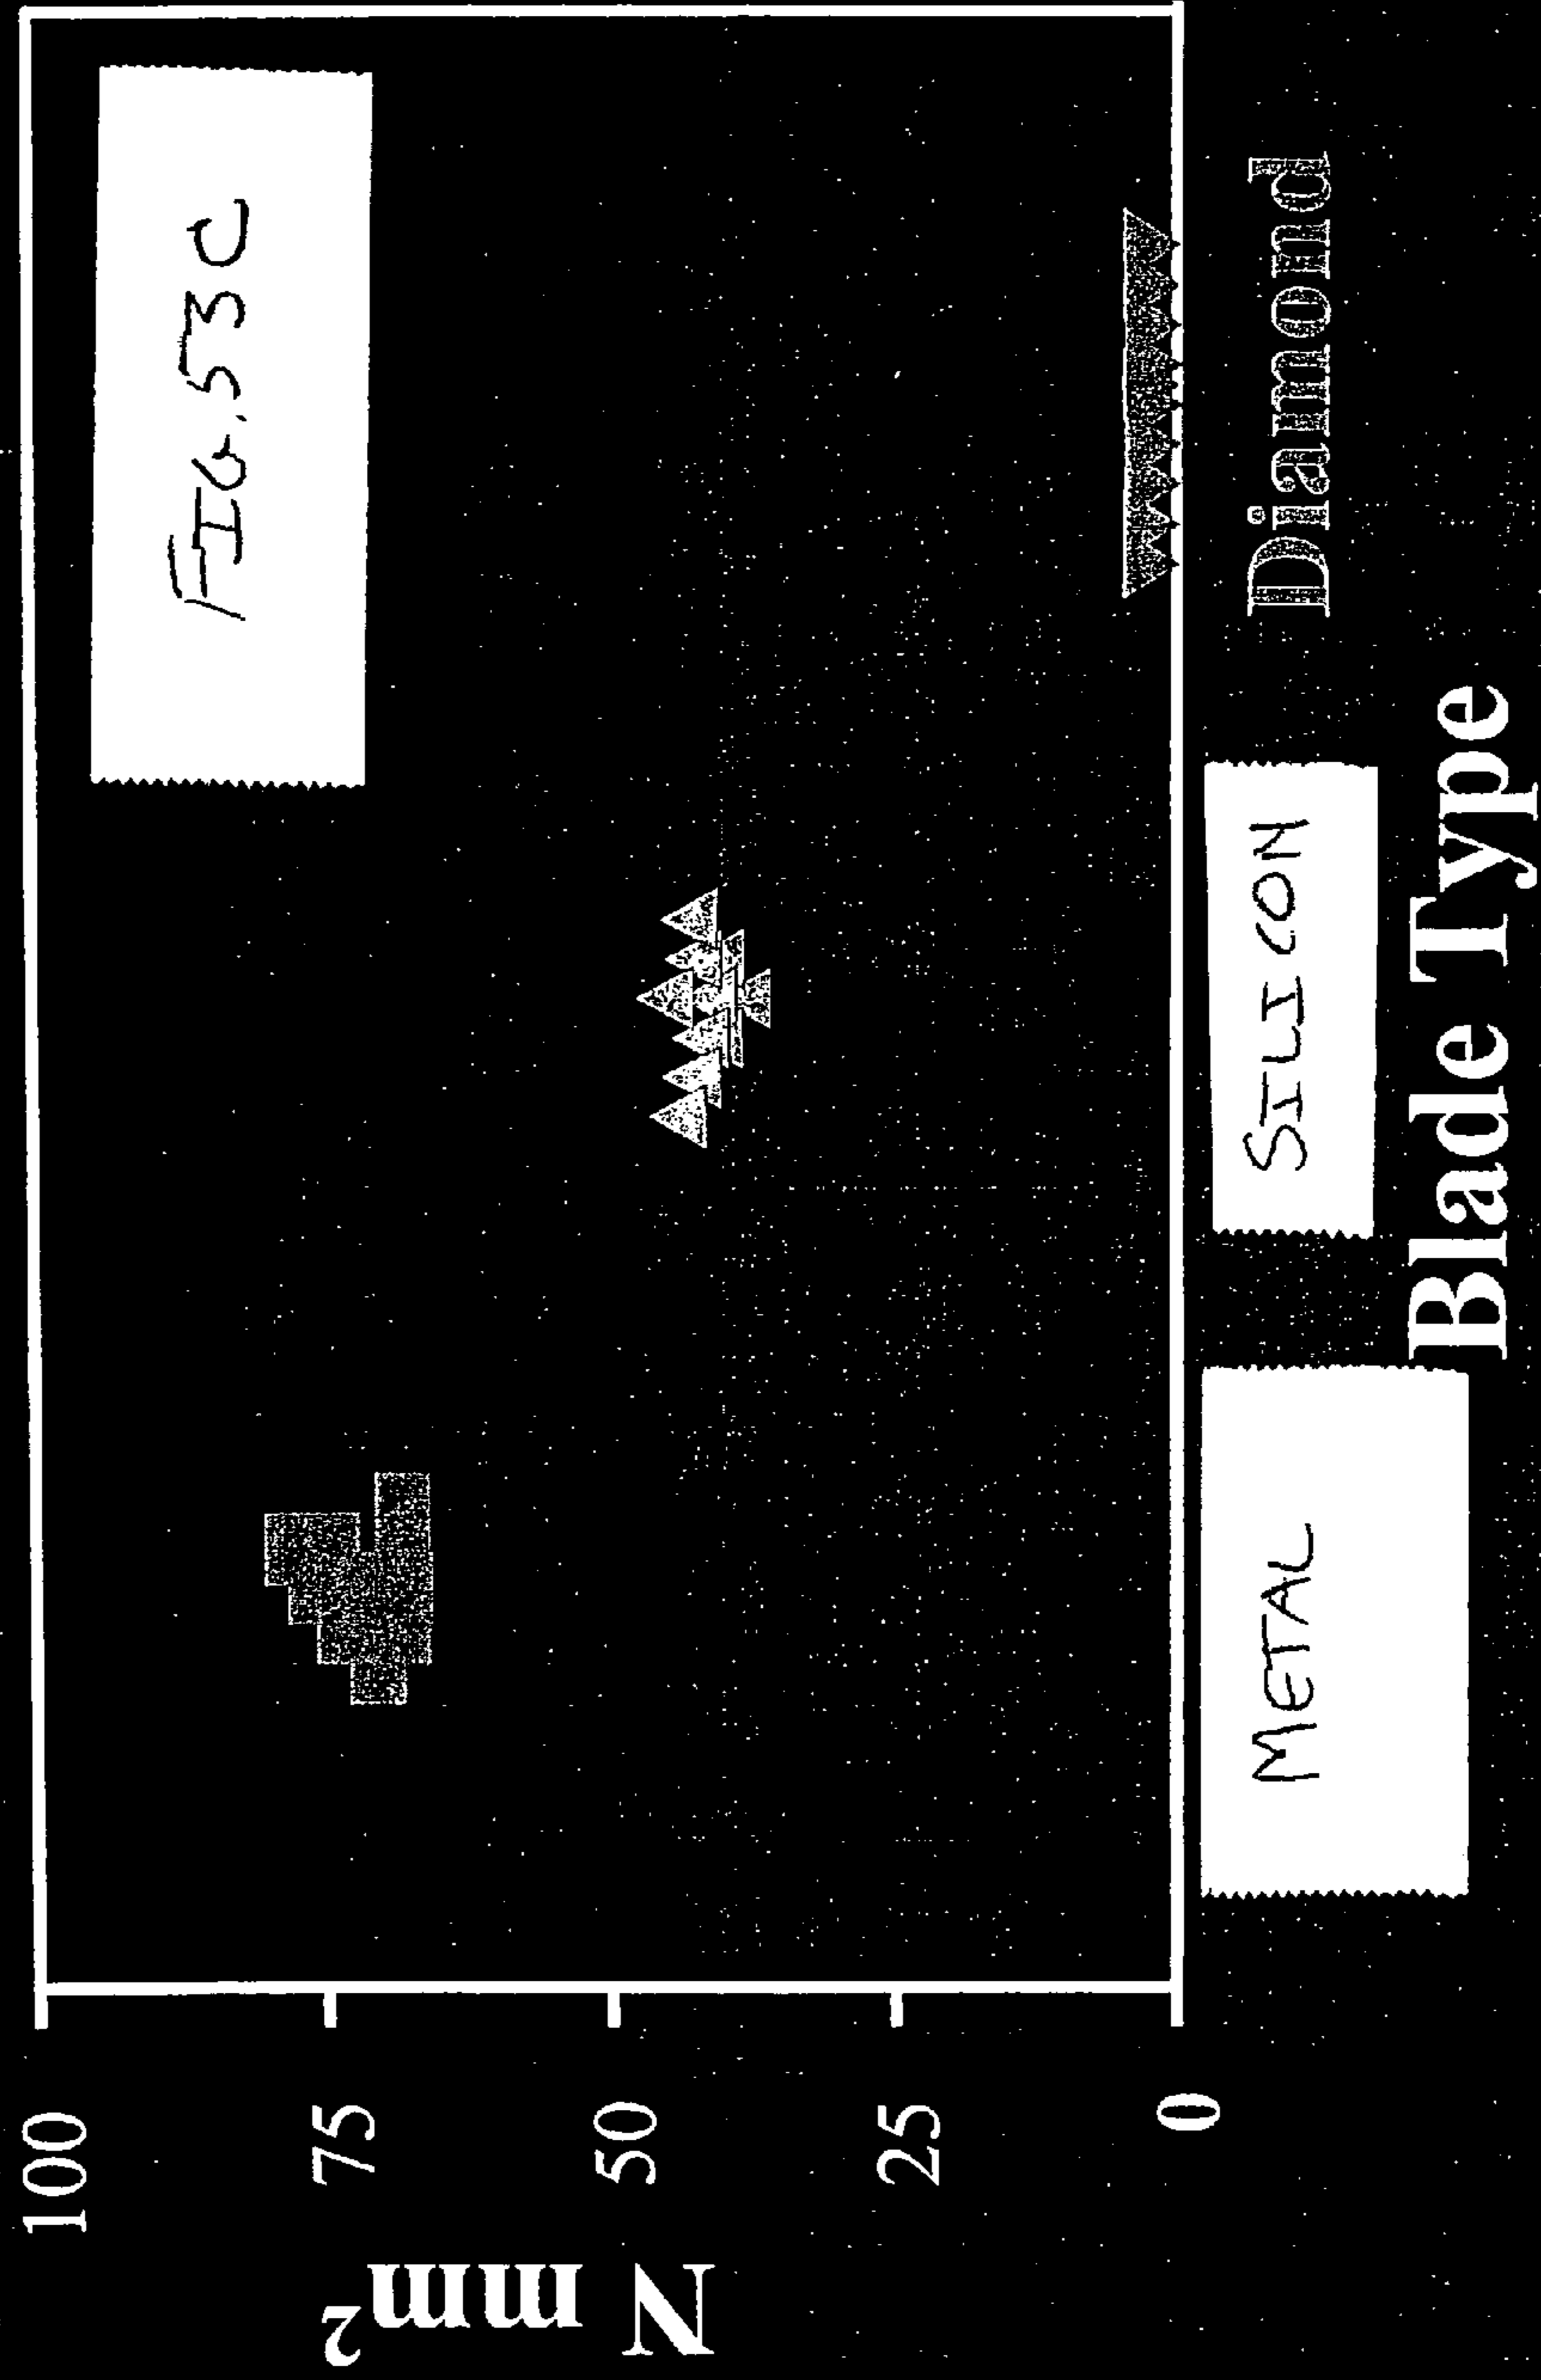 FIG. 53C
100
75
50
25
0
N mm²
METAL
SILICON
Diamond
Blade Type